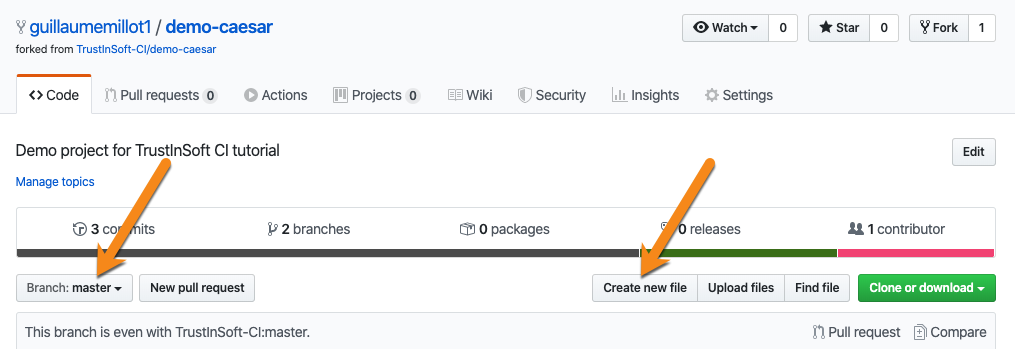 guillaumemillot1 / demo-caesar
Watch 0 Star 0 Fork 1
forked from TrustInSoft-CI/demo-caesar
Code Pull requests 0 Actions Projects 0 Wiki Security Insights Settings
Demo project for TrustInSoft CI tutorial
Edit
Manage topics
3 commits 2 branches 0 packages 0 releases 1 contributor
Branch: master New pull request Create new file Upload files Find file Clone or download
This branch is even with TrustInSoft-CI:master. Pull request Compare